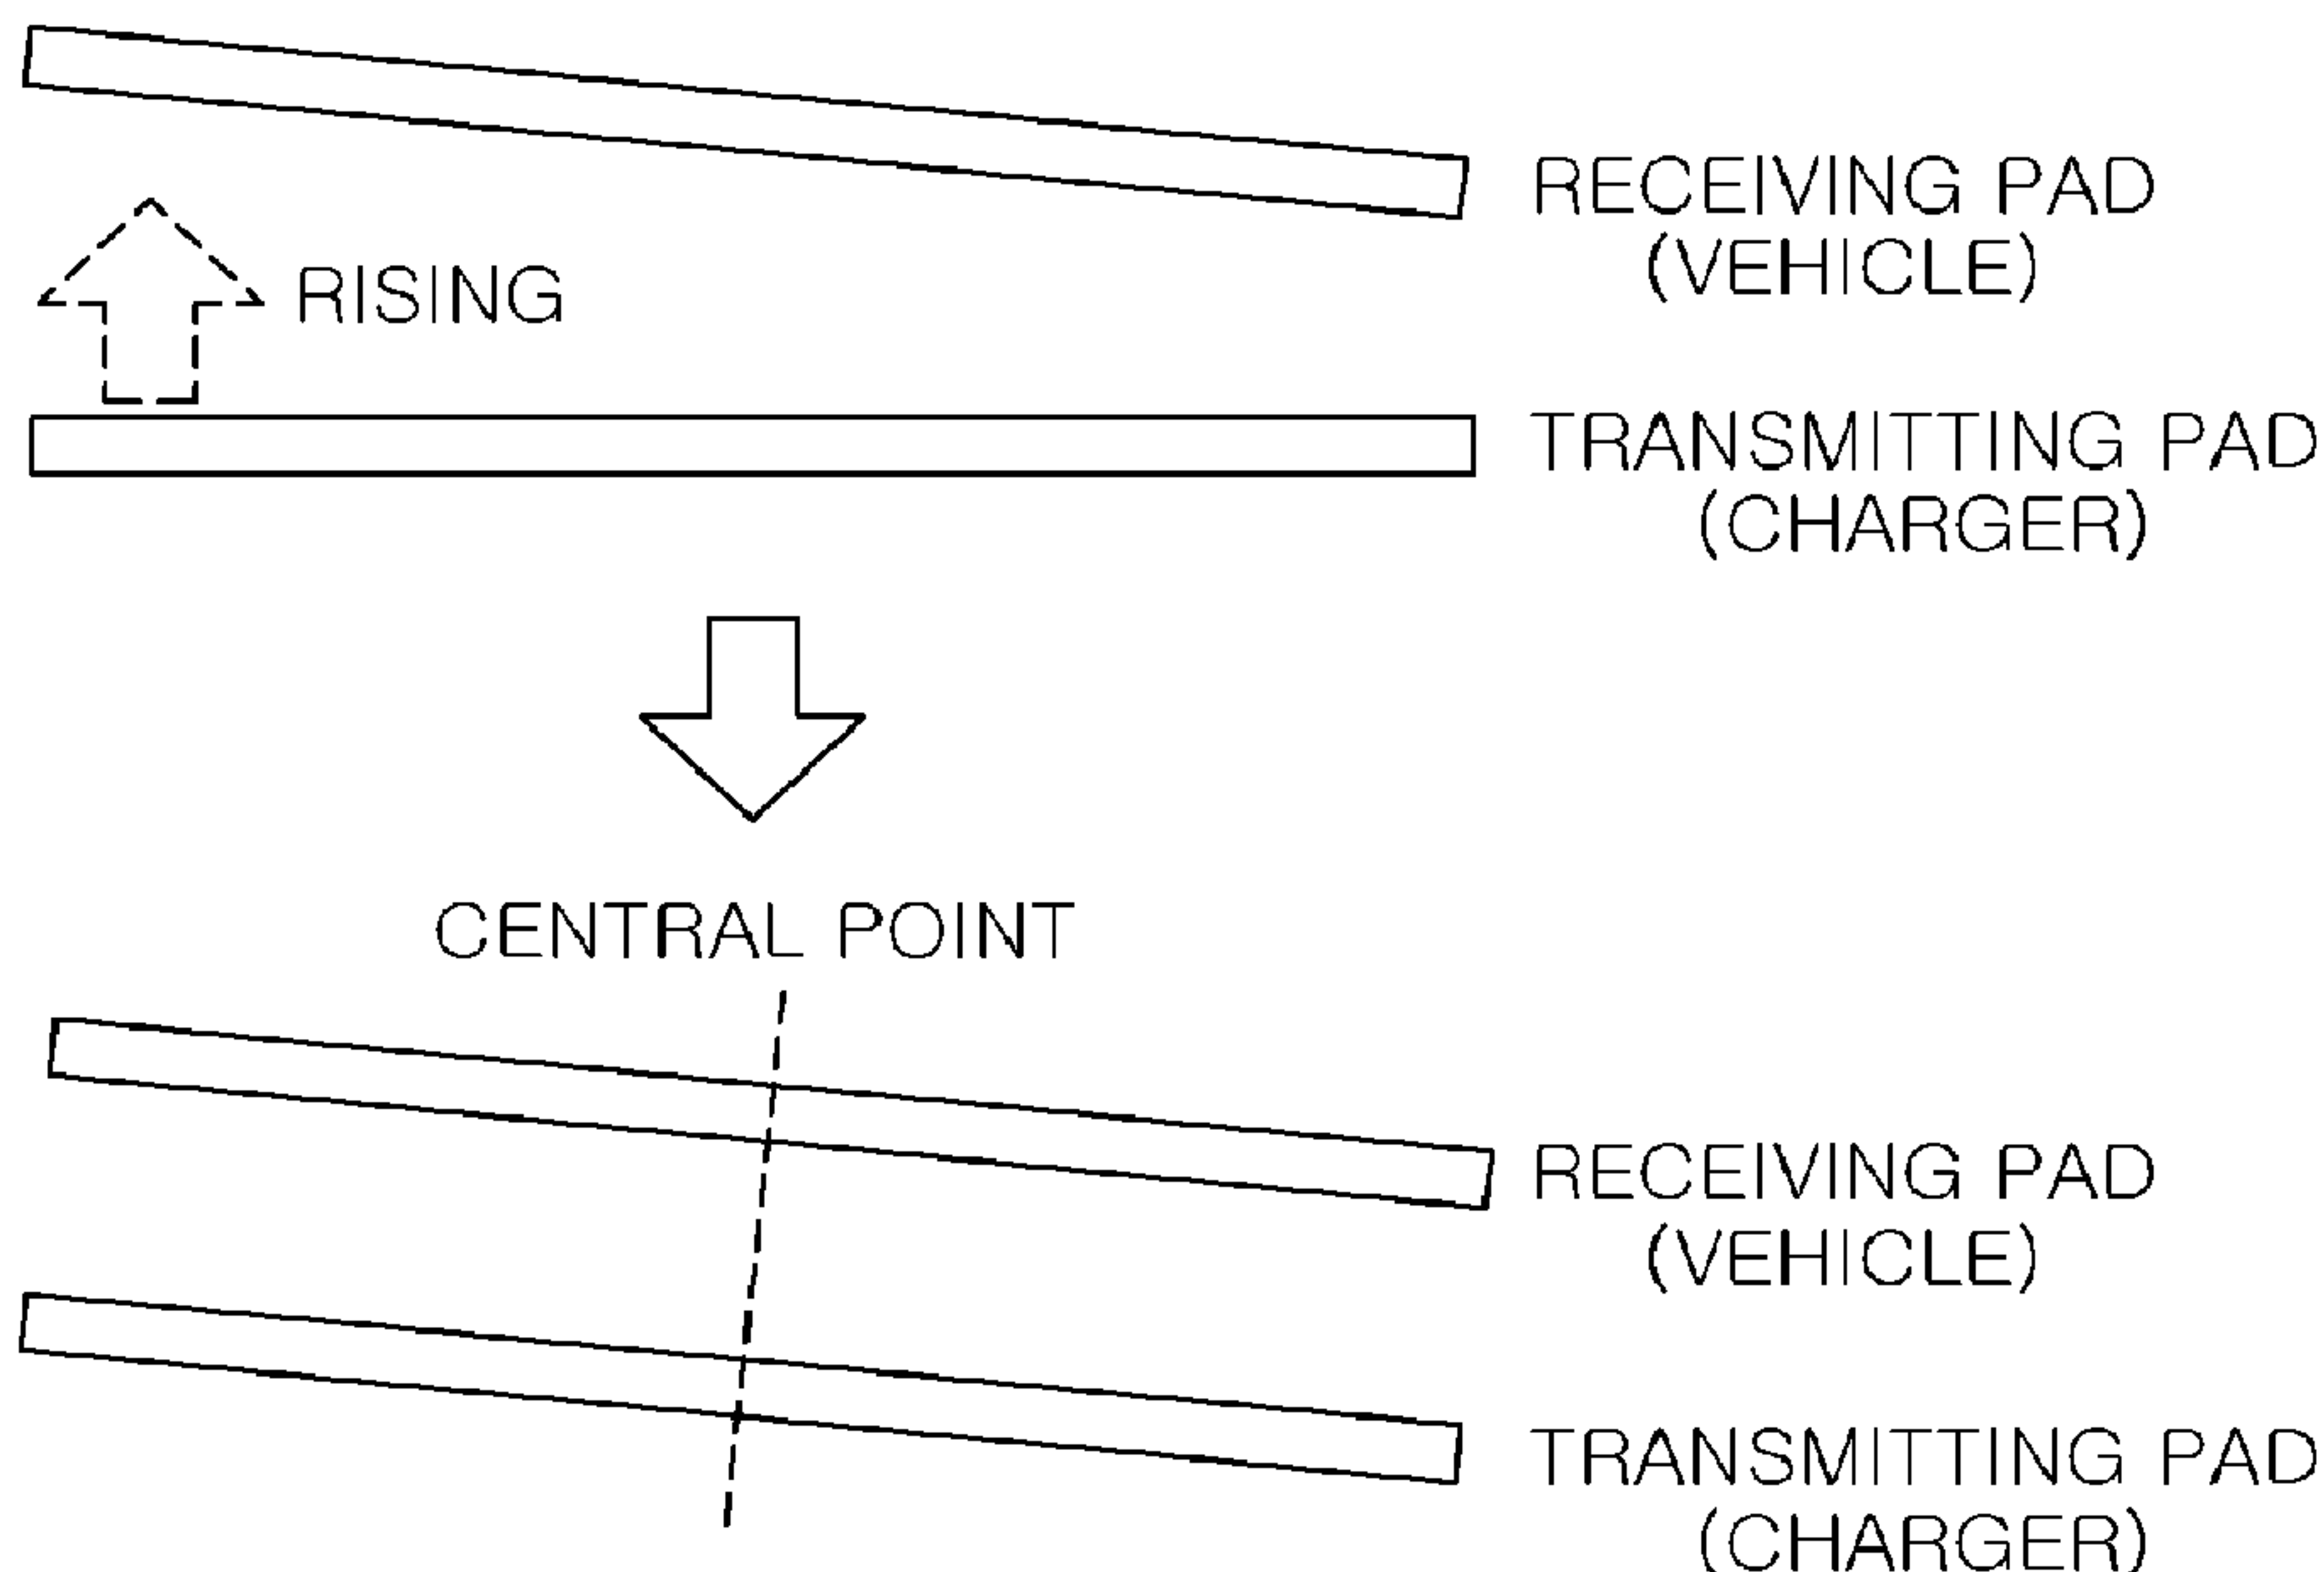 RECEIVING PAD
(VEHICLE)
RISING
TRANSMITTING PAD
(CHARGER)
CENTRAL POINT
RECEIVING PAD
(VEHICLE)
TRANSMITTING PAD
(CHARGER)